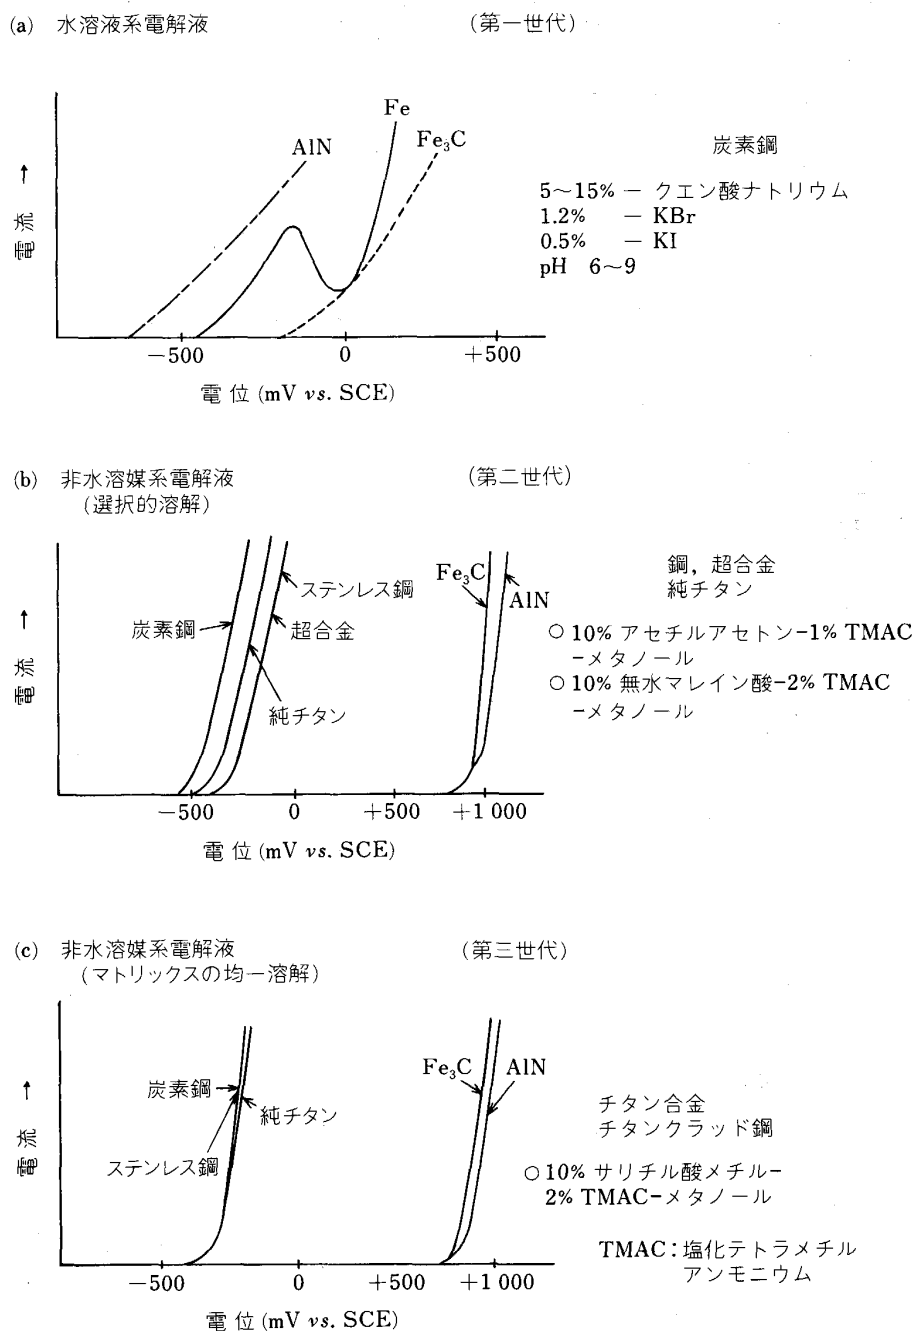 (a) 水溶液系電解液 (第一世代)
AlN
Fe
Fe₃C
炭素鋼
5～15% － クエン酸ナトリウム
1.2% － KBr
0.5% － KI
pH 6～9
電流 →
−500 0 +500
電位 (mV vs. SCE)
(b) 非水溶媒系電解液 (第二世代)
(選択的溶解)
炭素鋼
ステンレス鋼
超合金
純チタン
Fe₃C
AlN
鋼，超合金
純チタン
○ 10% アセチルアセトン−1% TMAC
−メタノール
○ 10% 無水マレイン酸−2% TMAC
−メタノール
電流 →
−500 0 +500 +1 000
電位 (mV vs. SCE)
(c) 非水溶媒系電解液 (第三世代)
(マトリックスの均一溶解)
炭素鋼
純チタン
ステンレス鋼
Fe₃C
AlN
チタン合金
チタンクラッド鋼
○ 10% サリチル酸メチル−
2% TMAC−メタノール
TMAC：塩化テトラメチル
アンモニウム
電流 →
−500 0 +500 +1 000
電位 (mV vs. SCE)